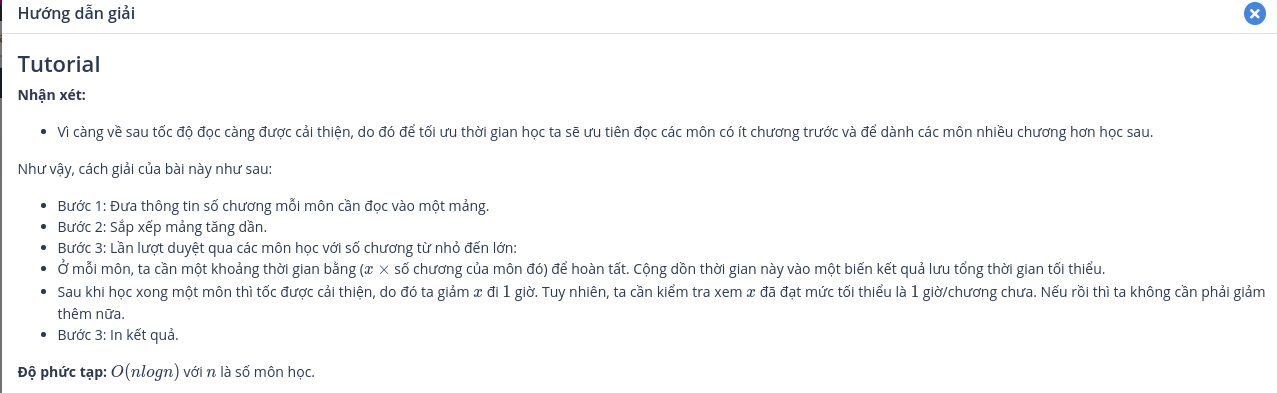 Hướng dẫn giải
Tutorial
Nhận xét:
• Vì càng về sau tốc độ đọc càng được cải thiện, do đó để tối ưu thời gian học ta sẽ ưu tiên đọc các môn có ít chương trước và để dành các môn nhiều chương hơn học sau.
Như vậy, cách giải của bài này như sau:
• Bước 1: Đưa thông tin số chương mỗi môn cần đọc vào một mảng.
• Bước 2: Sắp xếp mảng tăng dần.
• Bước 3: Lần lượt duyệt qua các môn học với số chương từ nhỏ đến lớn:
• Ở mỗi môn, ta cần một khoảng thời gian bằng (x × số chương của môn đó) để hoàn tất. Cộng dồn thời gian này vào một biến kết quả lưu tổng thời gian tối thiểu.
• Sau khi học xong một môn thì tốc được cải thiện, do đó ta giảm x đi 1 giờ. Tuy nhiên, ta cần kiểm tra xem x đã đạt mức tối thiểu là 1 giờ/chương chưa. Nếu rồi thì ta không cần phải giảm
thêm nữa.
• Bước 3: In kết quả.
Độ phức tạp: O(nlogn) với n là số môn học.